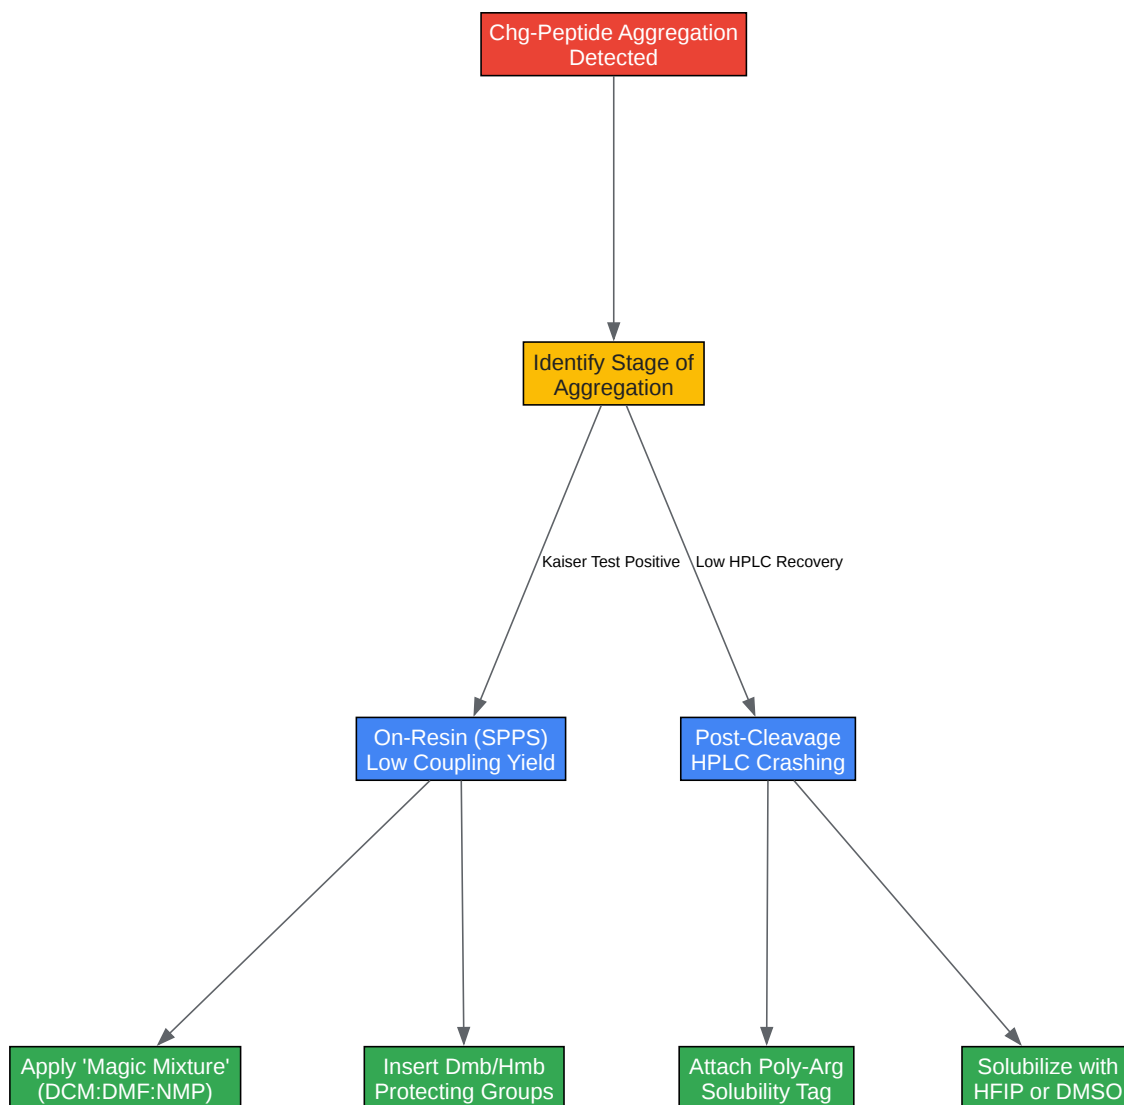 Chg-Peptide Aggregation
Detected
Identify Stage of
Aggregation
Kaiser Test Positive
Low HPLC Recovery
On-Resin (SPPS)
Low Coupling Yield
Post-Cleavage
HPLC Crashing
Apply 'Magic Mixture'
(DCM:DMF:NMP)
Insert Dmb/Hmb
Protecting Groups
Attach Poly-Arg
Solubility Tag
Solubilize with
HFIP or DMSO